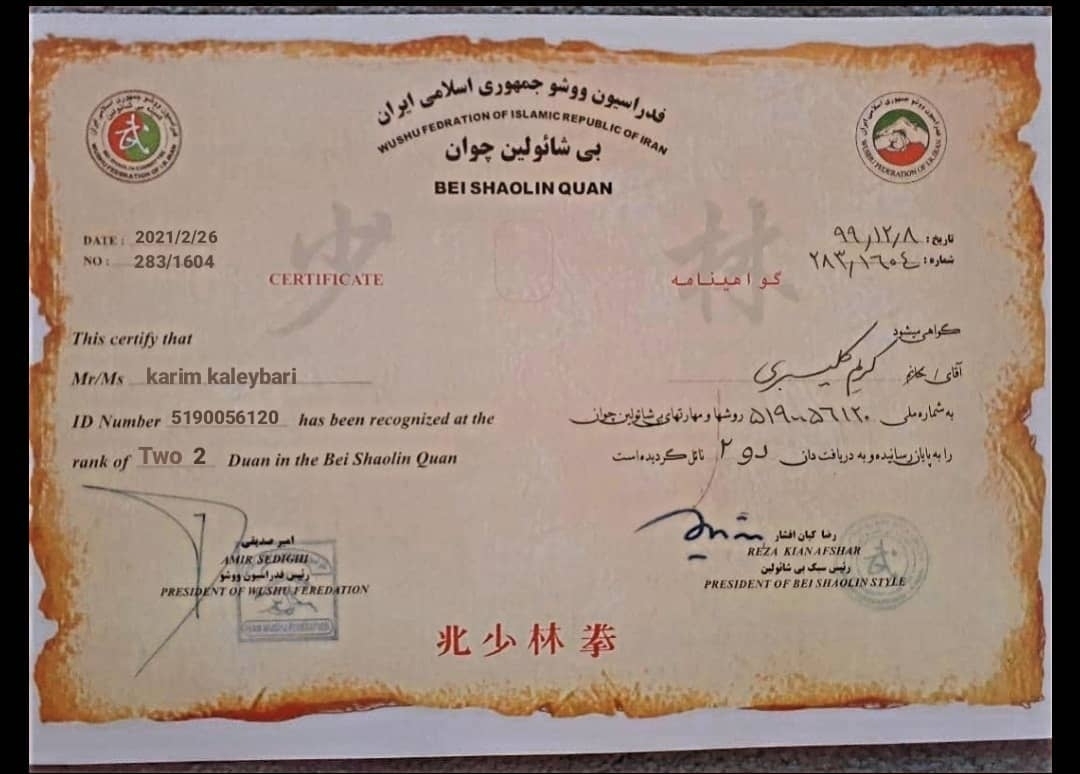 فدراسیون ووشو جمهوری اسلامی ایران
WUSHU FEDRATION OF ISLAMIC REPUBLIC OF IRAN
بی شائولین چوان
BEI SHAOLIN QUAN
少林
DATE : 2021/2/26
NO : 283/1604
تاریخ: ۹۹/۱۲/۸
شماره: ۲۸۳/۱۶۰۴
CERTIFICATE
گواهینامه
This certify that
Mr/Ms karim kaleybari
ID Number 5190056120 has been recognized at the
rank of Two 2 Duan in the Bei Shaolin Quan
گواهی میشود
آقای / خانم کریم کلیبری
به شماره ملی ۵۱۹۰۰۵۶۱۲۰ روشها و مهارتهای بی شائولین چوان
را به پایان رسانیده و به دریافت دان دو ۲ نائل گردیده است
امیر صدیقی
AMIR SEDIGHI
رئیس فدراسیون ووشو
PRESIDENT OF WUSHU FEREDATION
رضا کیان افشار
REZA KIANAFSHAR
رئیس سبک بی شائولین
PRESIDENT OF BEI SHAOLIN STYLE
兆少林拳